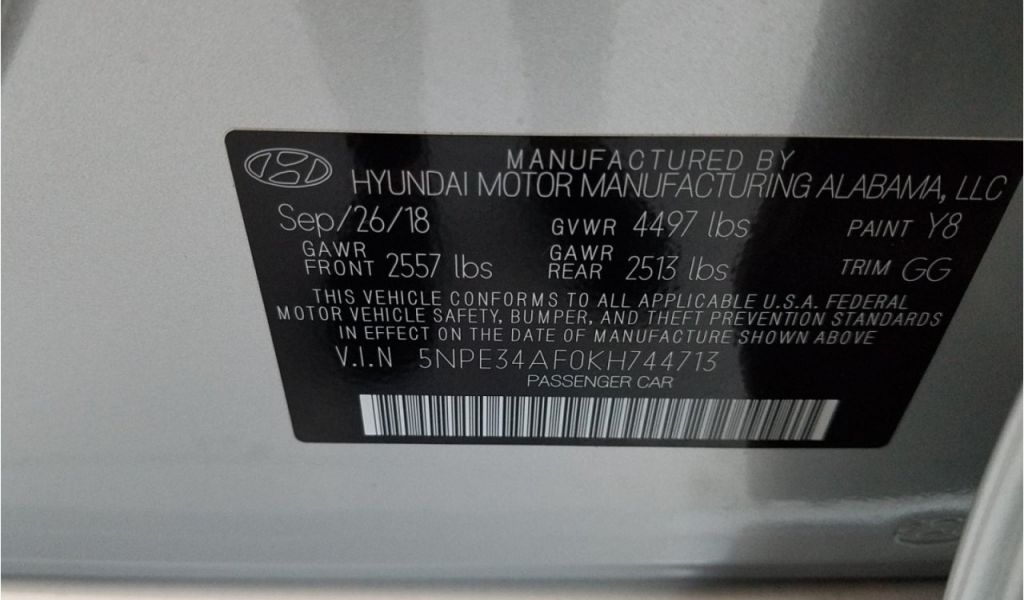 MANUFACTURED BY
HYUNDAI MOTOR MANUFACTURING ALABAMA, LLC
Sep/26/18 GVWR 4497 lbs PAINT Y8
GAWR FRONT 2557 lbs GAWR REAR 2513 lbs TRIM GG
THIS VEHICLE CONFORMS TO ALL APPLICABLE U.S.A. FEDERAL
MOTOR VEHICLE SAFETY, BUMPER, AND THEFT PREVENTION STANDARDS
IN EFFECT ON THE DATE OF MANUFACTURE SHOWN ABOVE
V.I.N 5NPE34AF0KH744713
PASSENGER CAR